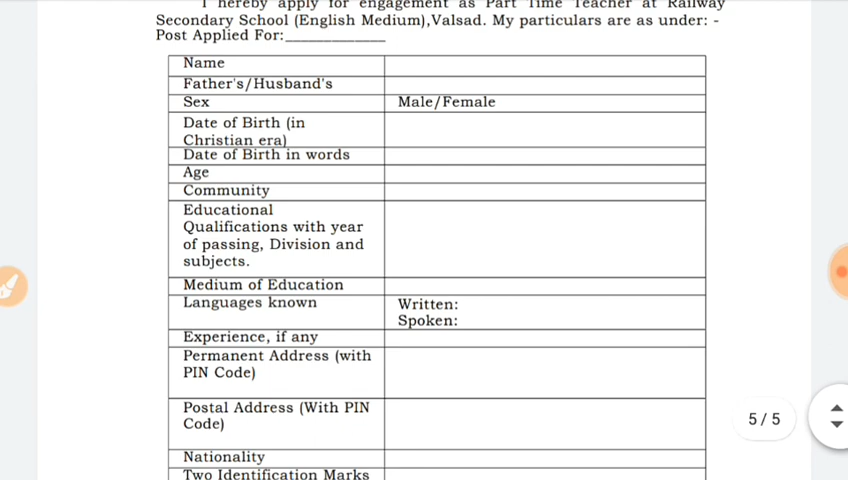 I hereby apply for engagement as Part Time Teacher at Railway
Secondary School (English Medium),Valsad. My particulars are as under: -
Post Applied For:_____________
Name
Father's/Husband's
Sex Male/Female
Date of Birth (in
Christian era)
Date of Birth in words
Age
Community
Educational
Qualifications with year
of passing, Division and
subjects.
Medium of Education
Languages known Written:
Spoken:
Experience, if any
Permanent Address (with
PIN Code)
Postal Address (With PIN
Code)
5 / 5
Nationality
Two Identification Marks